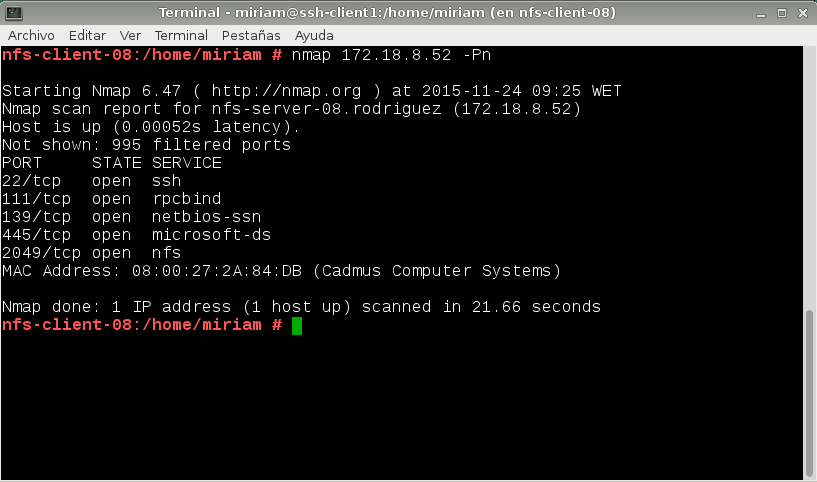 Terminal - miriam@ssh-client1:/home/miriam (en nfs-client-08)
Archivo Editar Ver Terminal Pestañas Ayuda
nfs-client-08:/home/miriam # nmap 172.18.8.52 -Pn
Starting Nmap 6.47 ( http://nmap.org ) at 2015-11-24 09:25 WET
Nmap scan report for nfs-server-08.rodriguez (172.18.8.52)
Host is up (0.00052s latency).
Not shown: 995 filtered ports
PORT     STATE SERVICE
22/tcp   open  ssh
111/tcp  open  rpcbind
139/tcp  open  netbios-ssn
445/tcp  open  microsoft-ds
2049/tcp open  nfs
MAC Address: 08:00:27:2A:84:DB (Cadmus Computer Systems)
Nmap done: 1 IP address (1 host up) scanned in 21.66 seconds
nfs-client-08:/home/miriam #